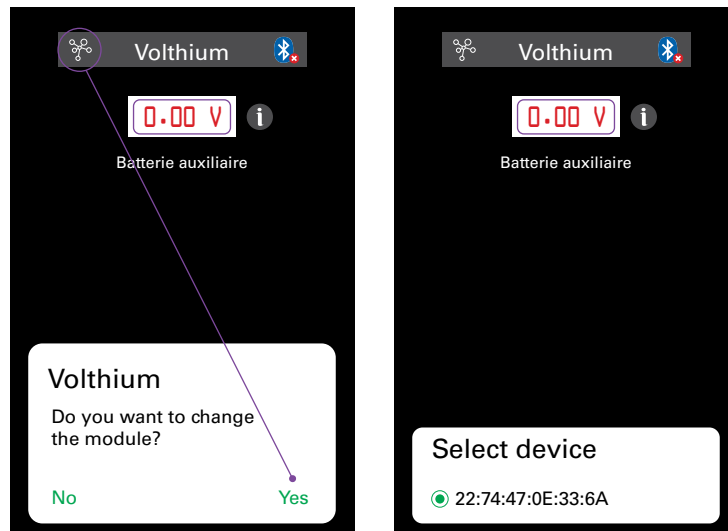 Volthium
0.00 V
i
Batterie auxiliaire
Volthium
Do you want to change
the module?
No Yes
Volthium
0.00 V
i
Batterie auxiliaire
Select device
22:74:47:0E:33:6A